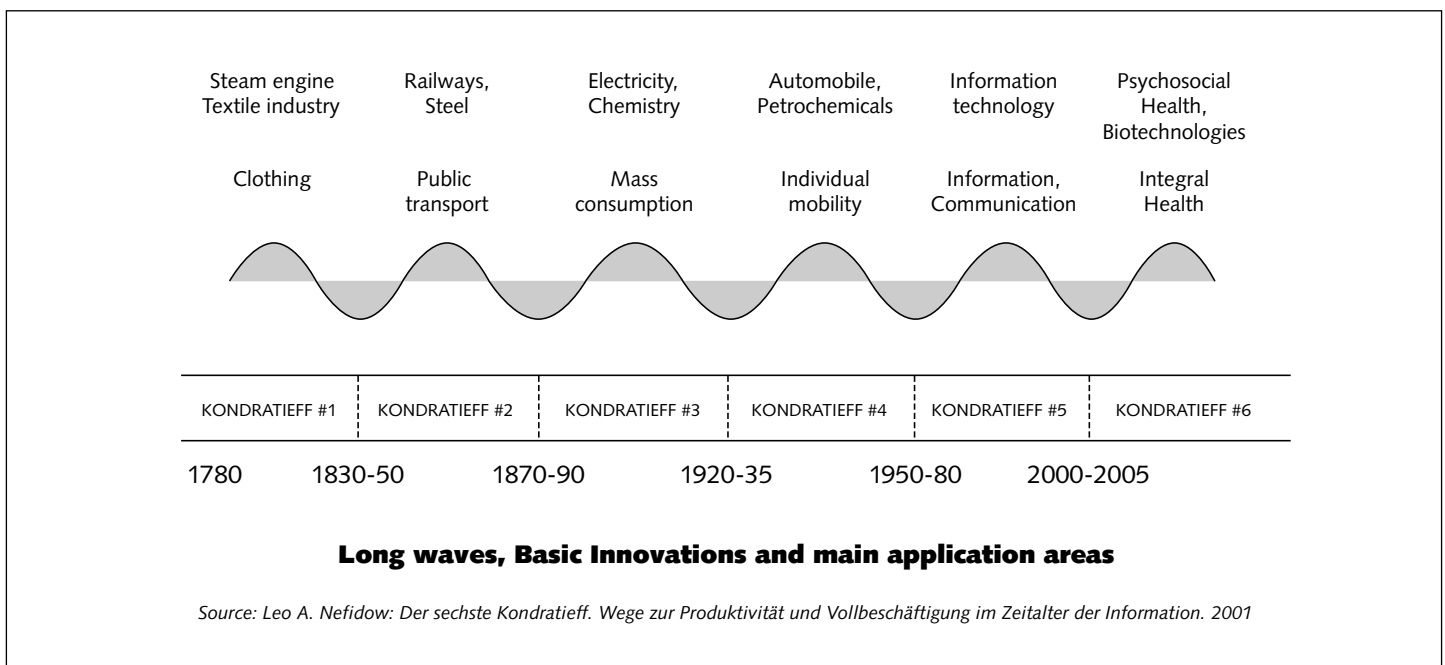 Steam engine
Textile industry
Railways,
Steel
Electricity,
Chemistry
Automobile,
Petrochemicals
Information
technology
Psychosocial
Health,
Biotechnologies
Clothing
Public
transport
Mass
consumption
Individual
mobility
Information,
Communication
Integral
Health
KONDRATIEFF #1
KONDRATIEFF #2
KONDRATIEFF #3
KONDRATIEFF #4
KONDRATIEFF #5
KONDRATIEFF #6
1780
1830-50
1870-90
1920-35
1950-80
2000-2005
Long waves, Basic Innovations and main application areas
Source: Leo A. Nefidow: Der sechste Kondratieff. Wege zur Produktivität und Vollbeschäftigung im Zeitalter der Information. 2001